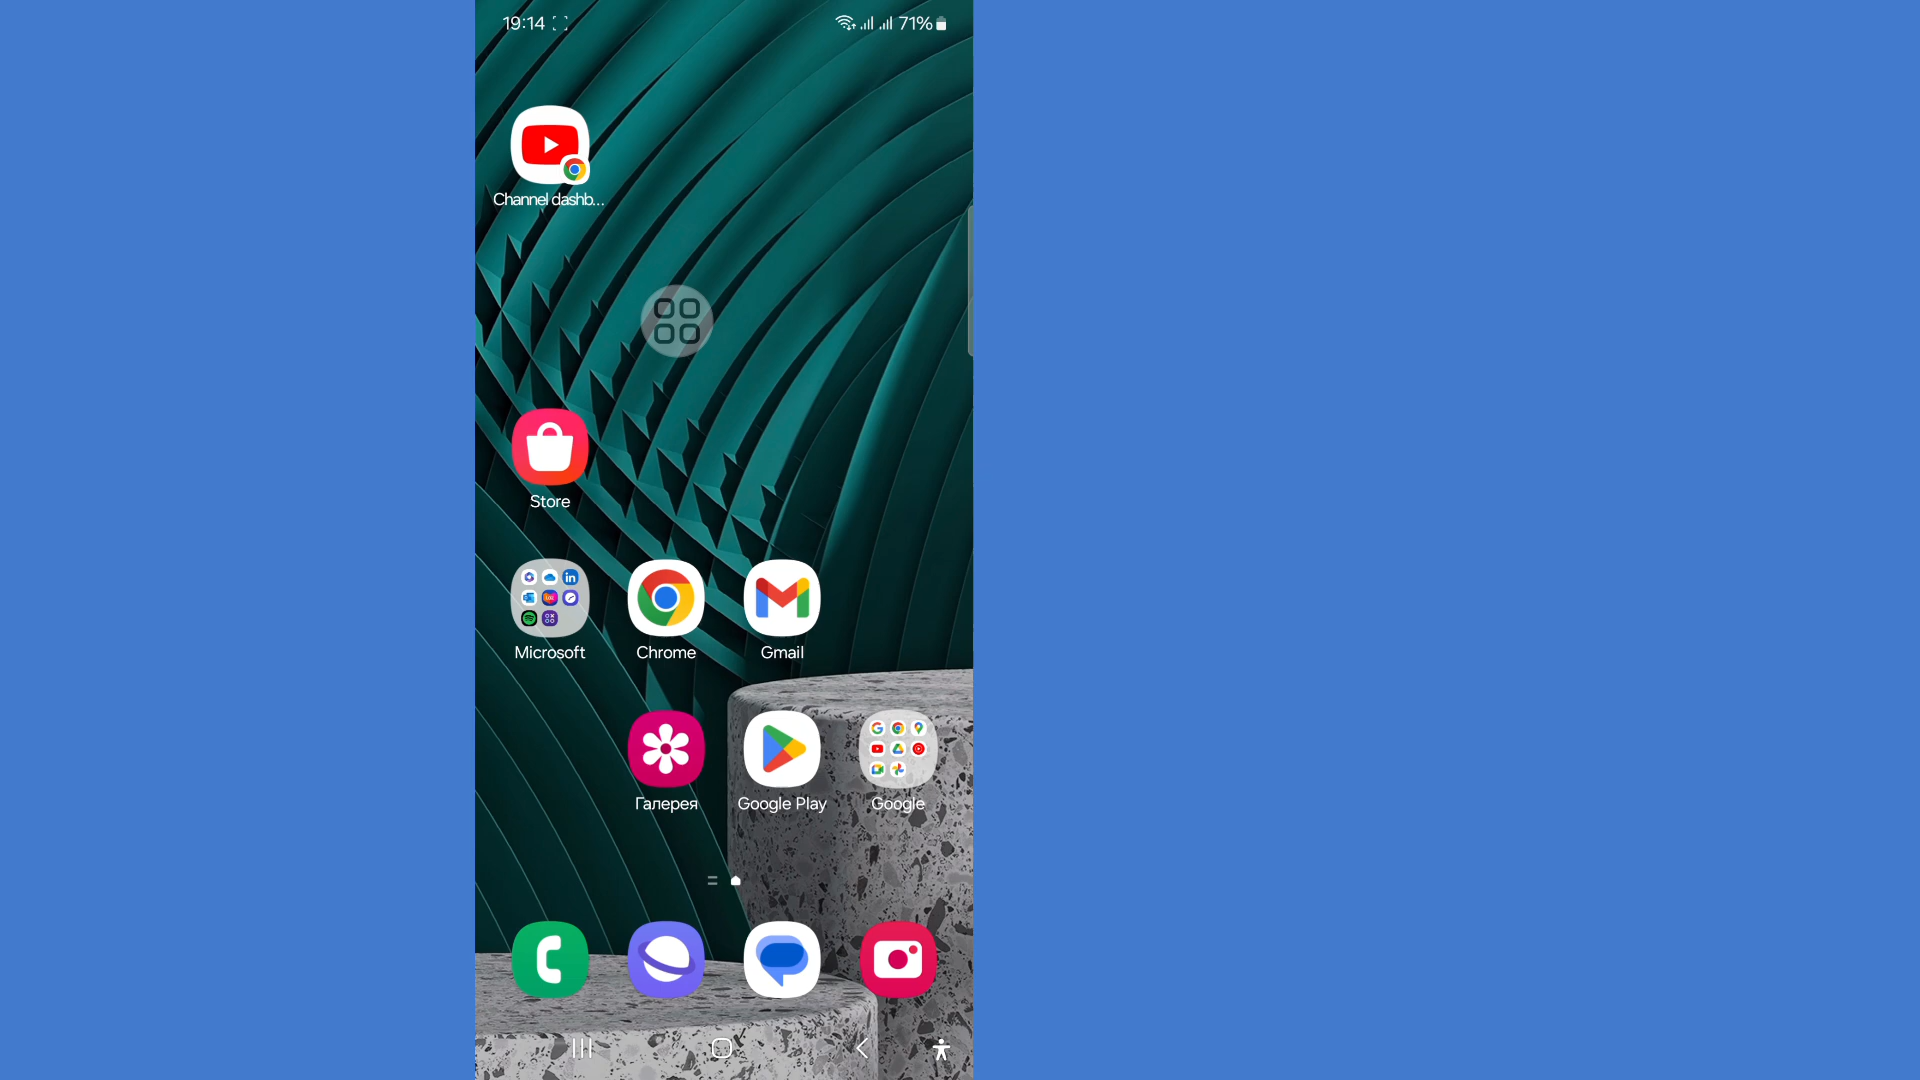 19:14
71%
Channel dashb...
Store
Microsoft
Chrome
Gmail
Галерея
Google Play
Google